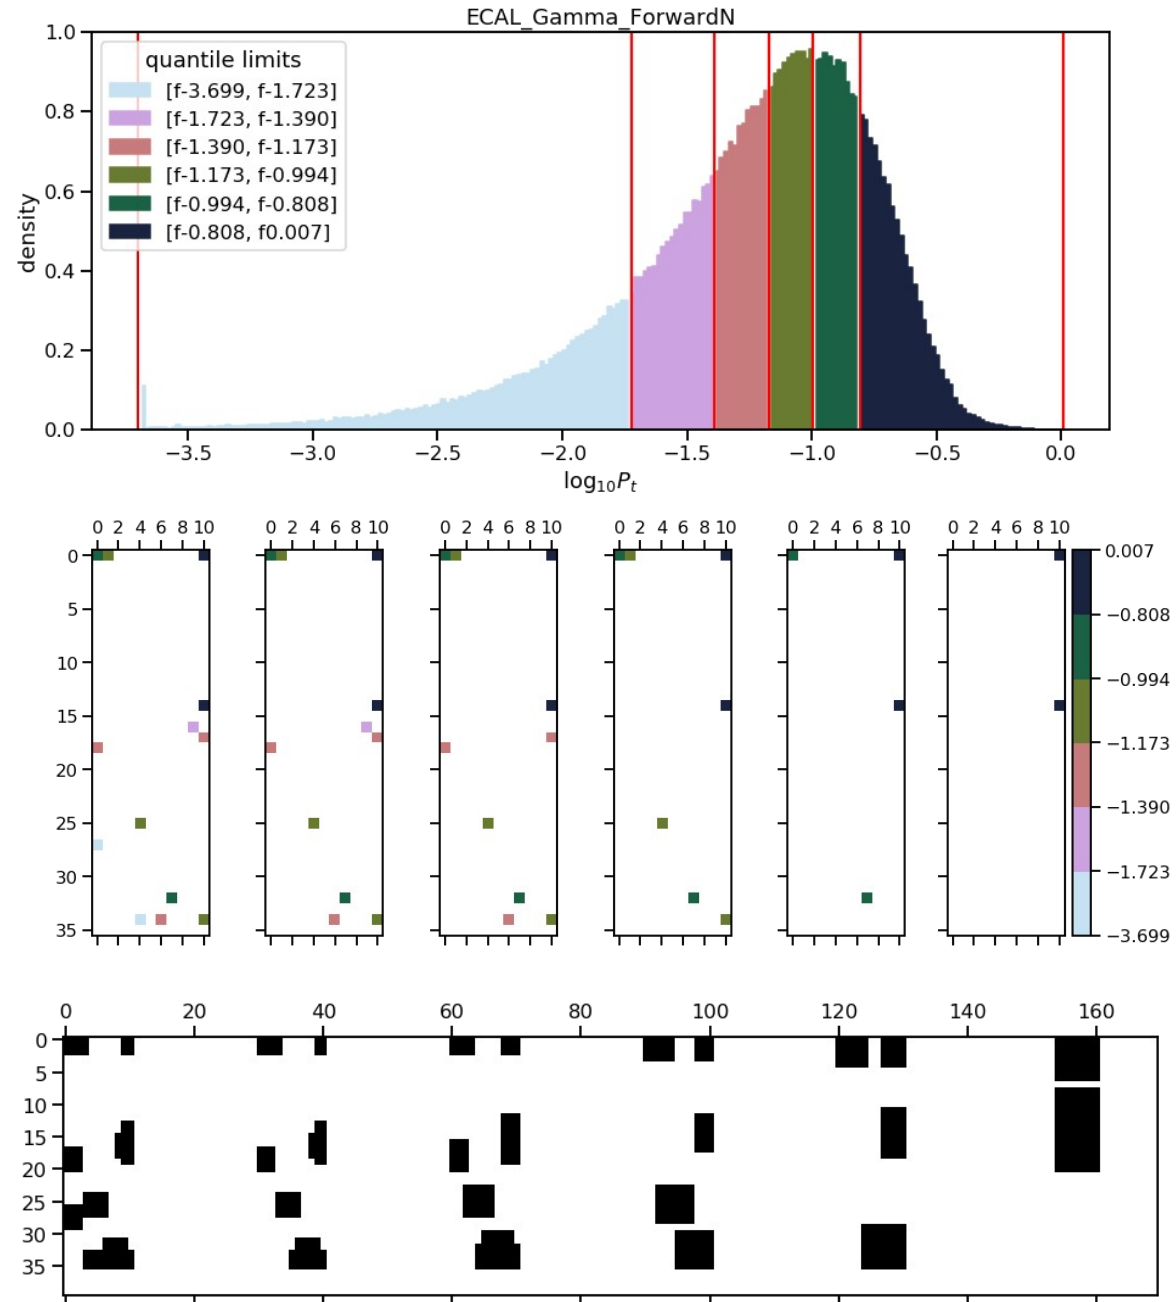 ECAL_Gamma_ForwardN
1.0
0.8
0.6
0.4
0.2
0.0
density
quantile limits
[f-3.699, f-1.723]
[f-1.723, f-1.390]
[f-1.390, f-1.173]
[f-1.173, f-0.994]
[f-0.994, f-0.808]
[f-0.808, f0.007]
−3.5 −3.0 −2.5 −2.0 −1.5 −1.0 −0.5 0.0
log₁₀Pₜ
0 2 4 6 8 10 0 2 4 6 8 10 0 2 4 6 8 10 0 2 4 6 8 10 0 2 4 6 8 10 0 2 4 6 8 10
0
5
10
15
20
25
30
35
0.007
−0.808
−0.994
−1.173
−1.390
−1.723
−3.699
0 20 40 60 80 100 120 140 160
0
5
10
15
20
25
30
35